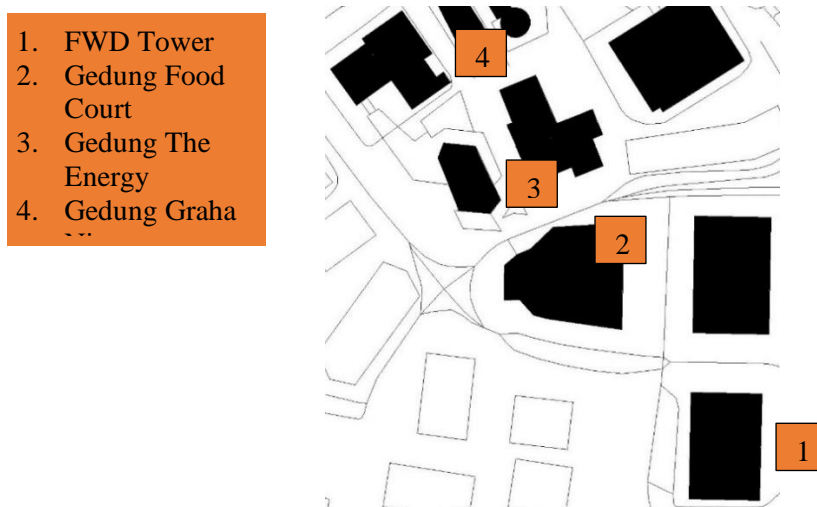 1. FWD Tower
2. Gedung Food
Court
3. Gedung The
Energy
4. Gedung Graha
4
3
2
1